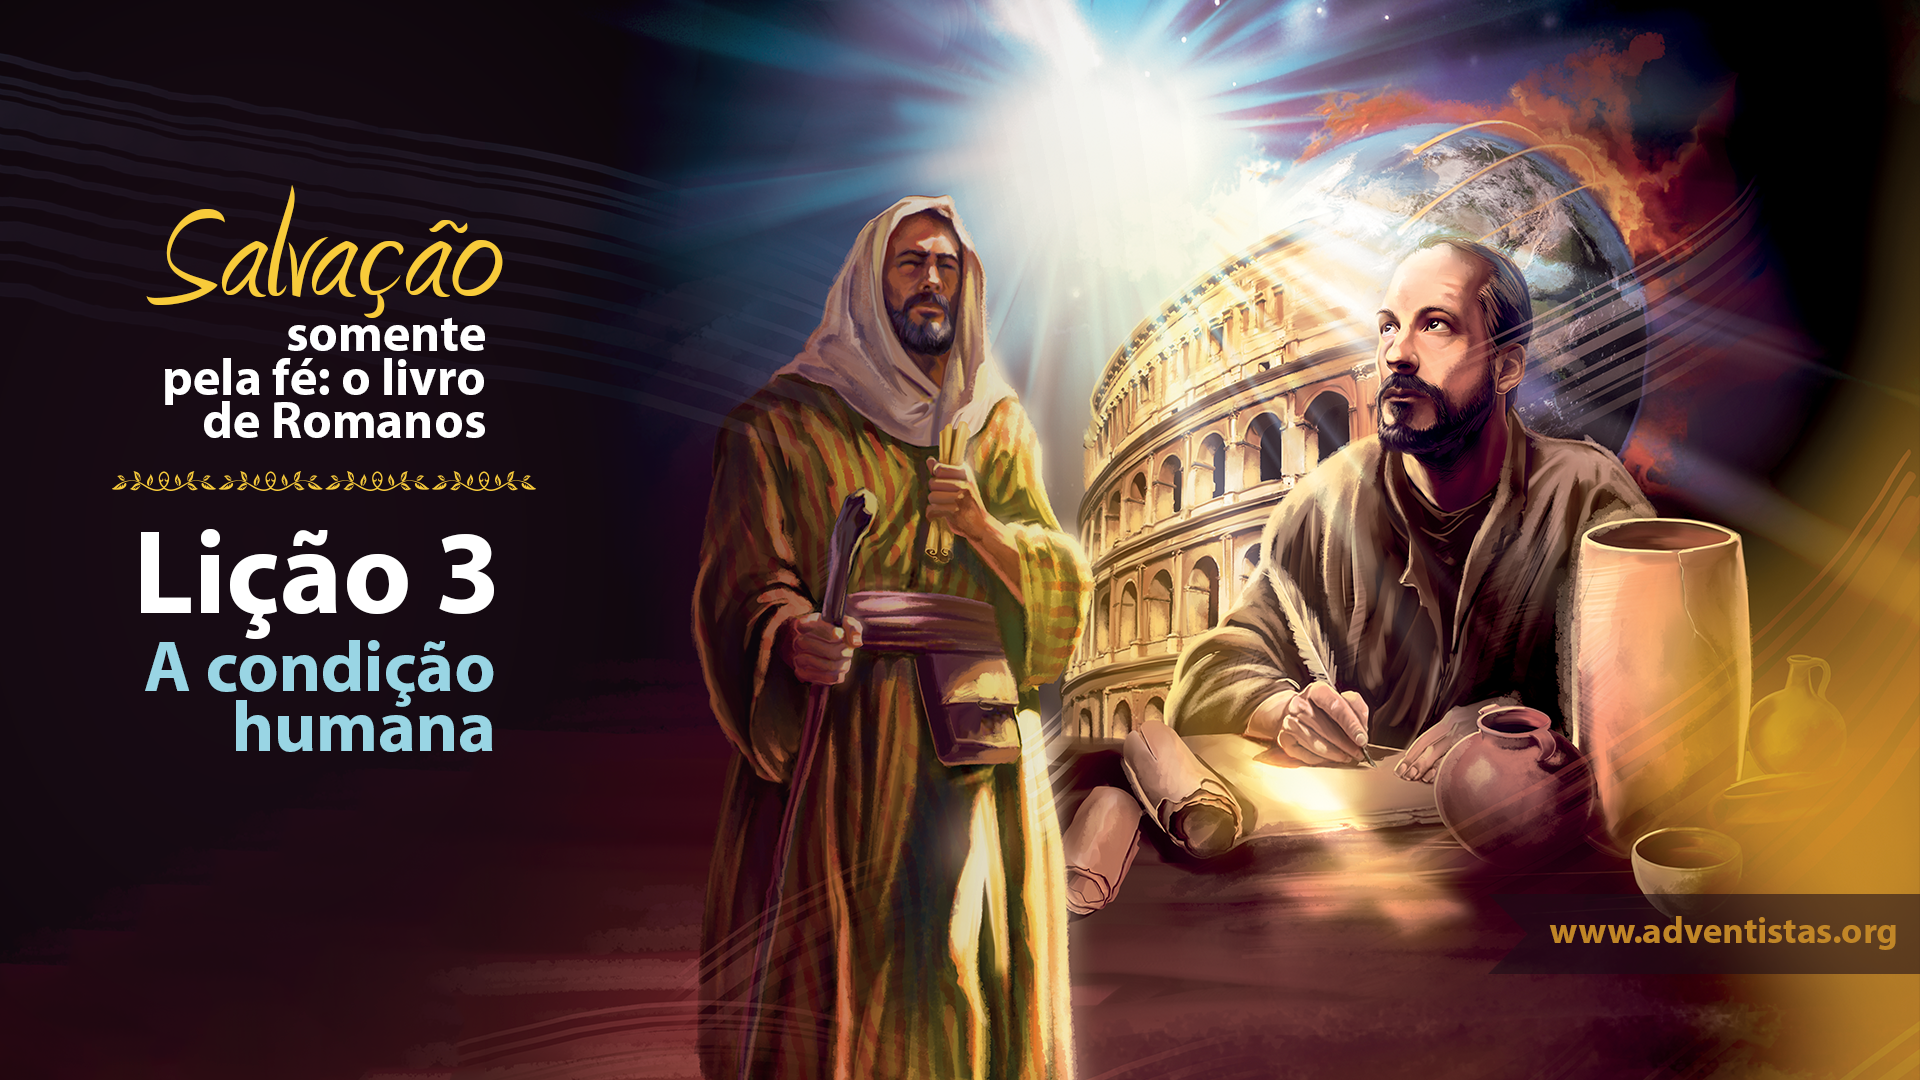 Salvação
somente
pela fé: o livro
de Romanos
Lição 3
A condição
humana
www.adventistas.org